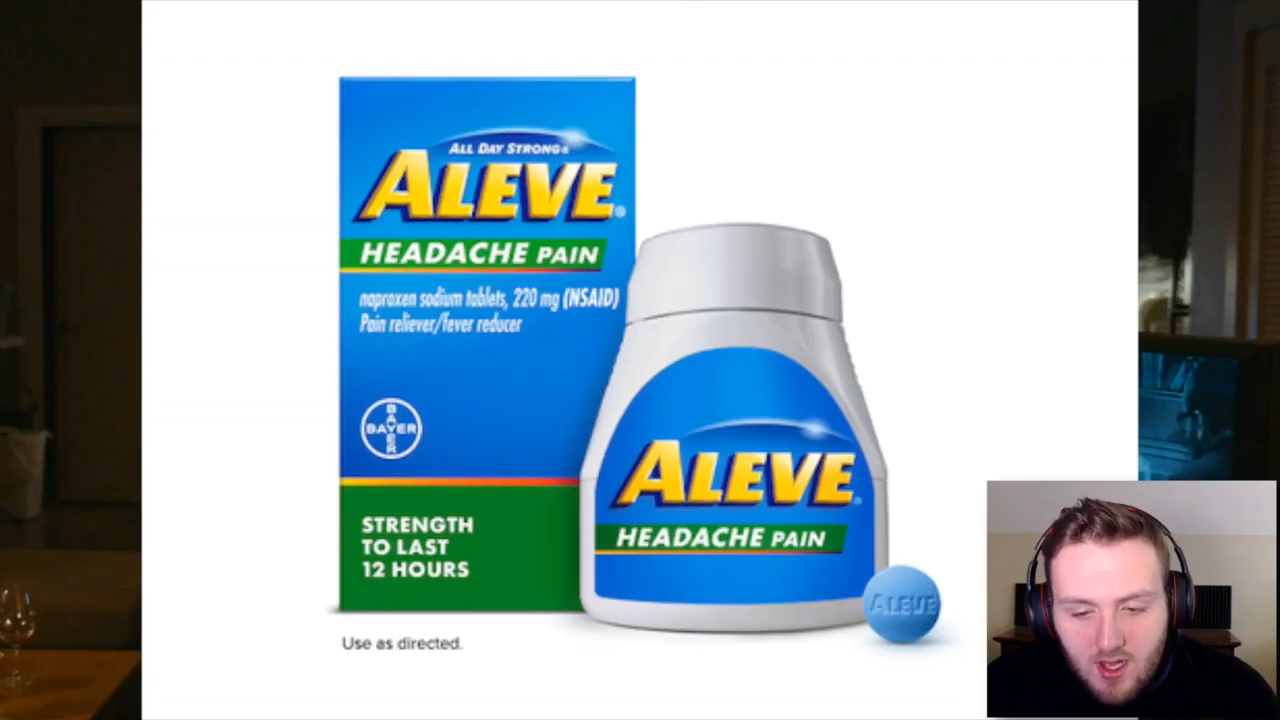 ALL DAY STRONG®
ALEVE®
HEADACHE PAIN
naproxen sodium tablets, 220 mg (NSAID)
Pain reliever/fever reducer
BAYER
BAYER
STRENGTH
TO LAST
12 HOURS
Use as directed.
ALEVE®
HEADACHE PAIN
ALEVE